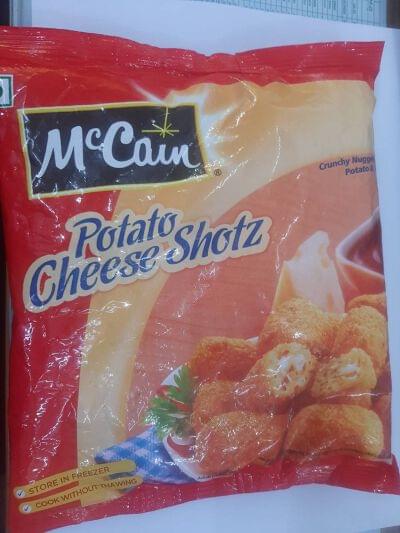 McCain
®
Crunchy Nugge
Potato &
Potato
Cheese Shotz
STORE IN FREEZER
COOK WITHOUT THAWING